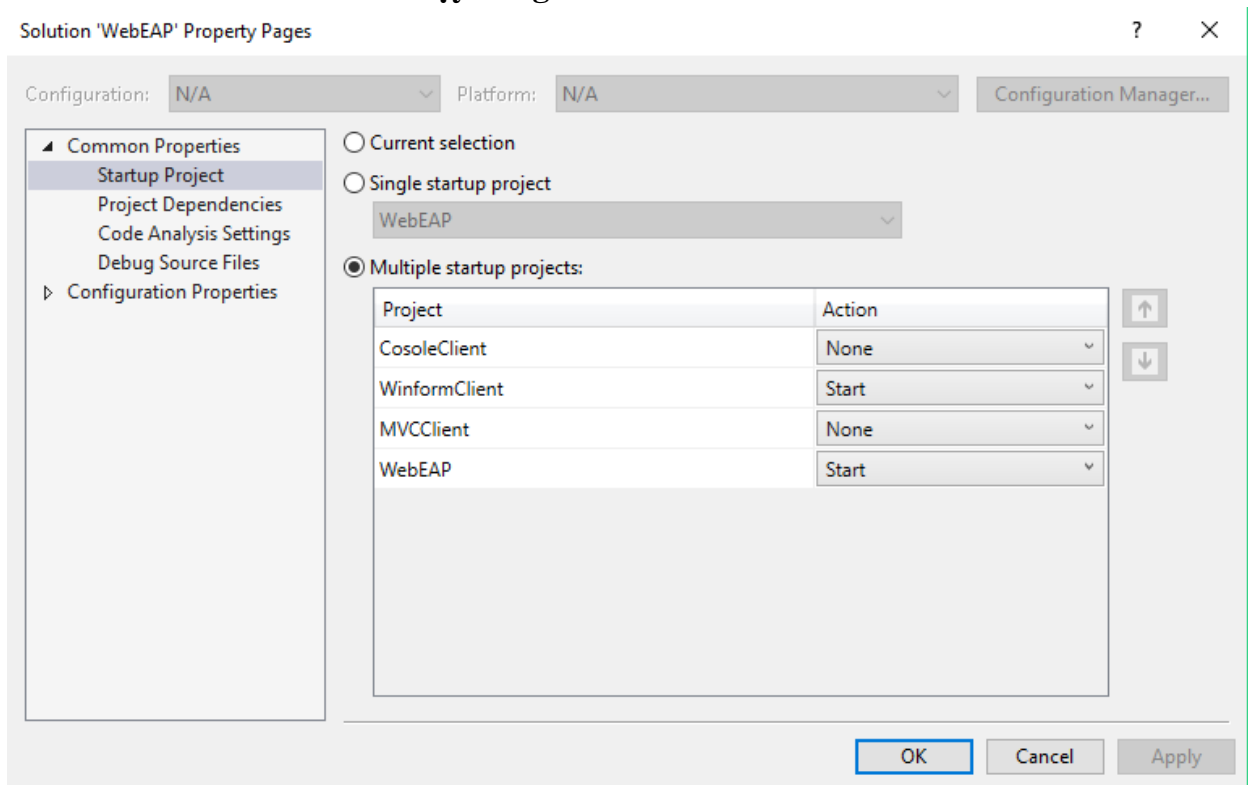 Solution 'WebEAP' Property Pages
?
Configuration: N/A Platform: N/A Configuration Manager...
Common Properties
Startup Project
Project Dependencies
Code Analysis Settings
Debug Source Files
Configuration Properties
Current selection
Single startup project
WebEAP
Multiple startup projects:
Project Action
CosoleClient None
WinformClient Start
MVCClient None
WebEAP Start
OK Cancel Apply